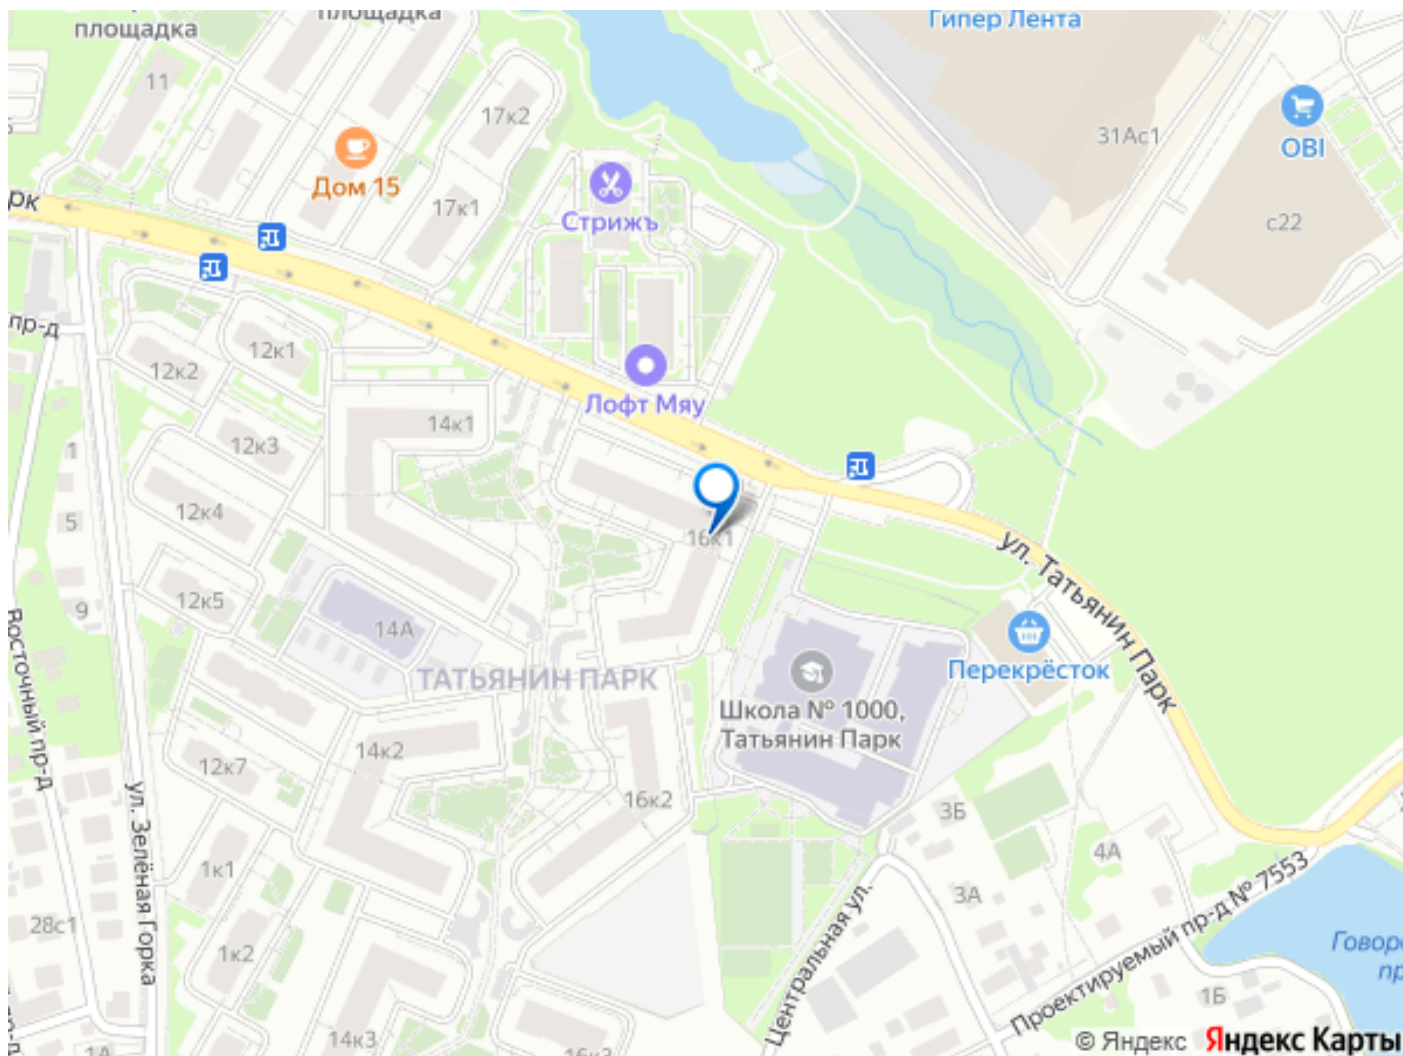 площадка
площадка
Гипер Лента
11
17к2
31Ас1
OBI
Дом 15
17к1
Стрижъ
с22
рк
пр-д
12к1
12к2
Лофт Мяу
14к1
12к3
1
12к4
5
16к1
ул. Татьянин Парк
12к5
9
14А
Восточный пр-д
ТАТЬЯНИН ПАРК
Перекрёсток
Школа № 1000,
Татьянин Парк
14к2
12к7
16к2
ул. Зелёная Горка
3Б
4А
1к1
3А
Центральная ул.
Проектируемый пр-д № 7553
28с1
1к2
1Б
14к3
16к3
1А
© Яндекс Яндекс Карты